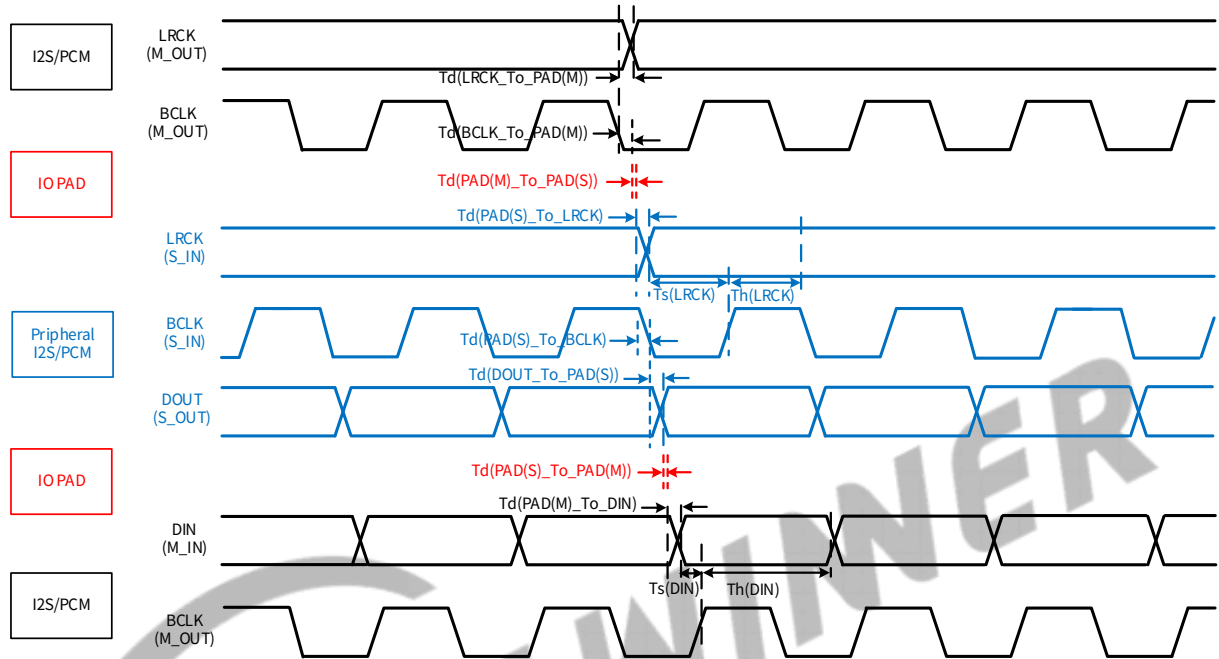 I2S/PCM
LRCK
(M_OUT)
Td(LRCK_To_PAD(M))
BCLK
(M_OUT)
Td(BCLK_To_PAD(M))
IO PAD
Td(PAD(M)_To_PAD(S))
Td(PAD(S)_To_LRCK)
LRCK
(S_IN)
Ts(LRCK)
Th(LRCK)
Pripheral
I2S/PCM
BCLK
(S_IN)
Td(PAD(S)_To_BCLK)
Td(DOUT_To_PAD(S))
DOUT
(S_OUT)
IO PAD
Td(PAD(S)_To_PAD(M))
Td(PAD(M)_To_DIN)
DIN
(M_IN)
Ts(DIN)
Th(DIN)
I2S/PCM
BCLK
(M_OUT)
WINNER